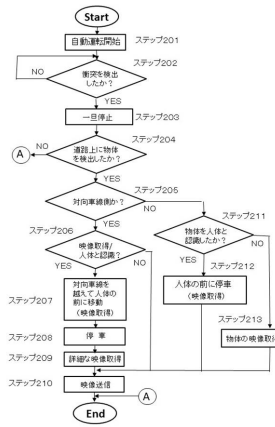 Start
ステップ201
自動運転開始
ステップ202
衝突を検出
したか?
NO
YES
ステップ203
一旦停止
ステップ204
道路上に物体
を検出したか?
NO
A
YES
ステップ205
対向車線側か?
NO
YES
ステップ206
映像取得/
人体と認識?
NO
YES
ステップ211
物体を人体と
認識したか?
NO
YES
ステップ207
対向車線を
越えて人体の
前に移動
(映像取得)
ステップ212
人体の前に停車
(映像取得)
ステップ208
停 車
ステップ213
物体の映像取得
ステップ209
詳細な映像取得
ステップ210
映像送信
A
End